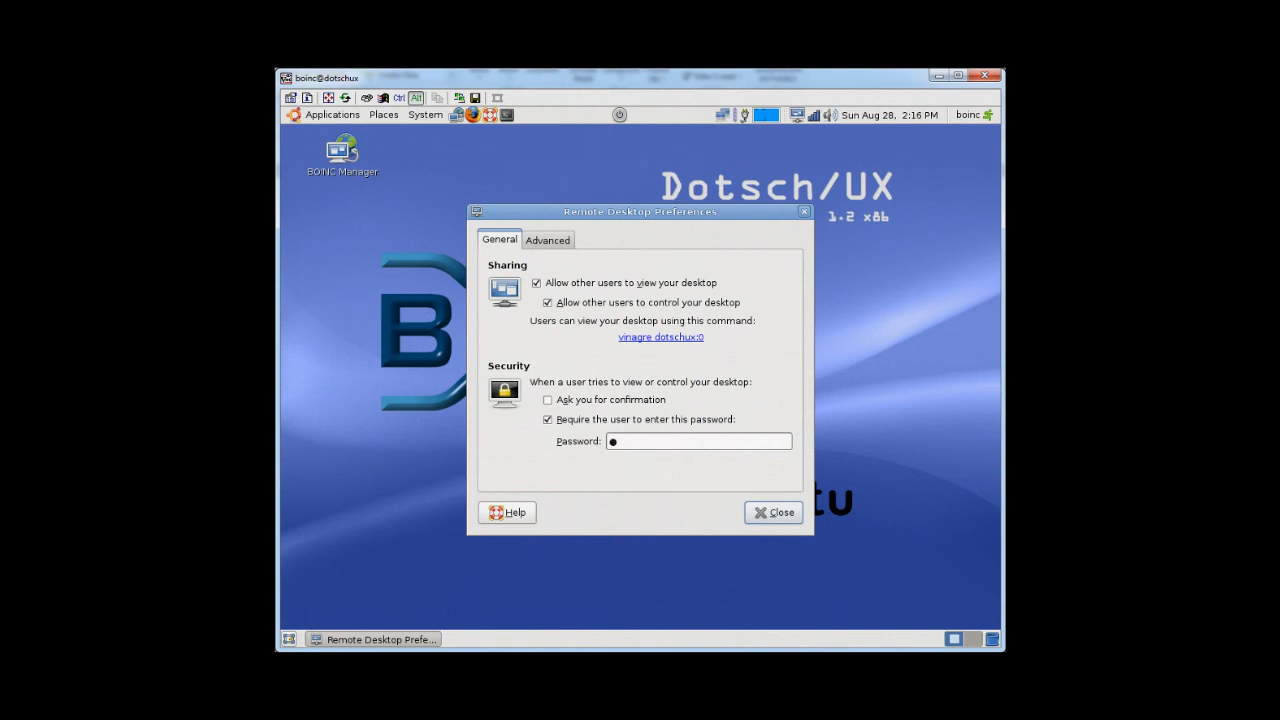 boinc@dotschux
Ctrl Alt
Applications Places System Sun Aug 28, 2:16 PM boinc
BOINC Manager
Dotsch/UX
1.2 x86
Remote Desktop Preferences
General Advanced
Sharing
Allow other users to view your desktop
Allow other users to control your desktop
Users can view your desktop using this command:
vinagre dotschux:0
B
Security
When a user tries to view or control your desktop:
Ask you for confirmation
Require the user to enter this password:
Password: ●
tu
Help Close
Remote Desktop Prefe...